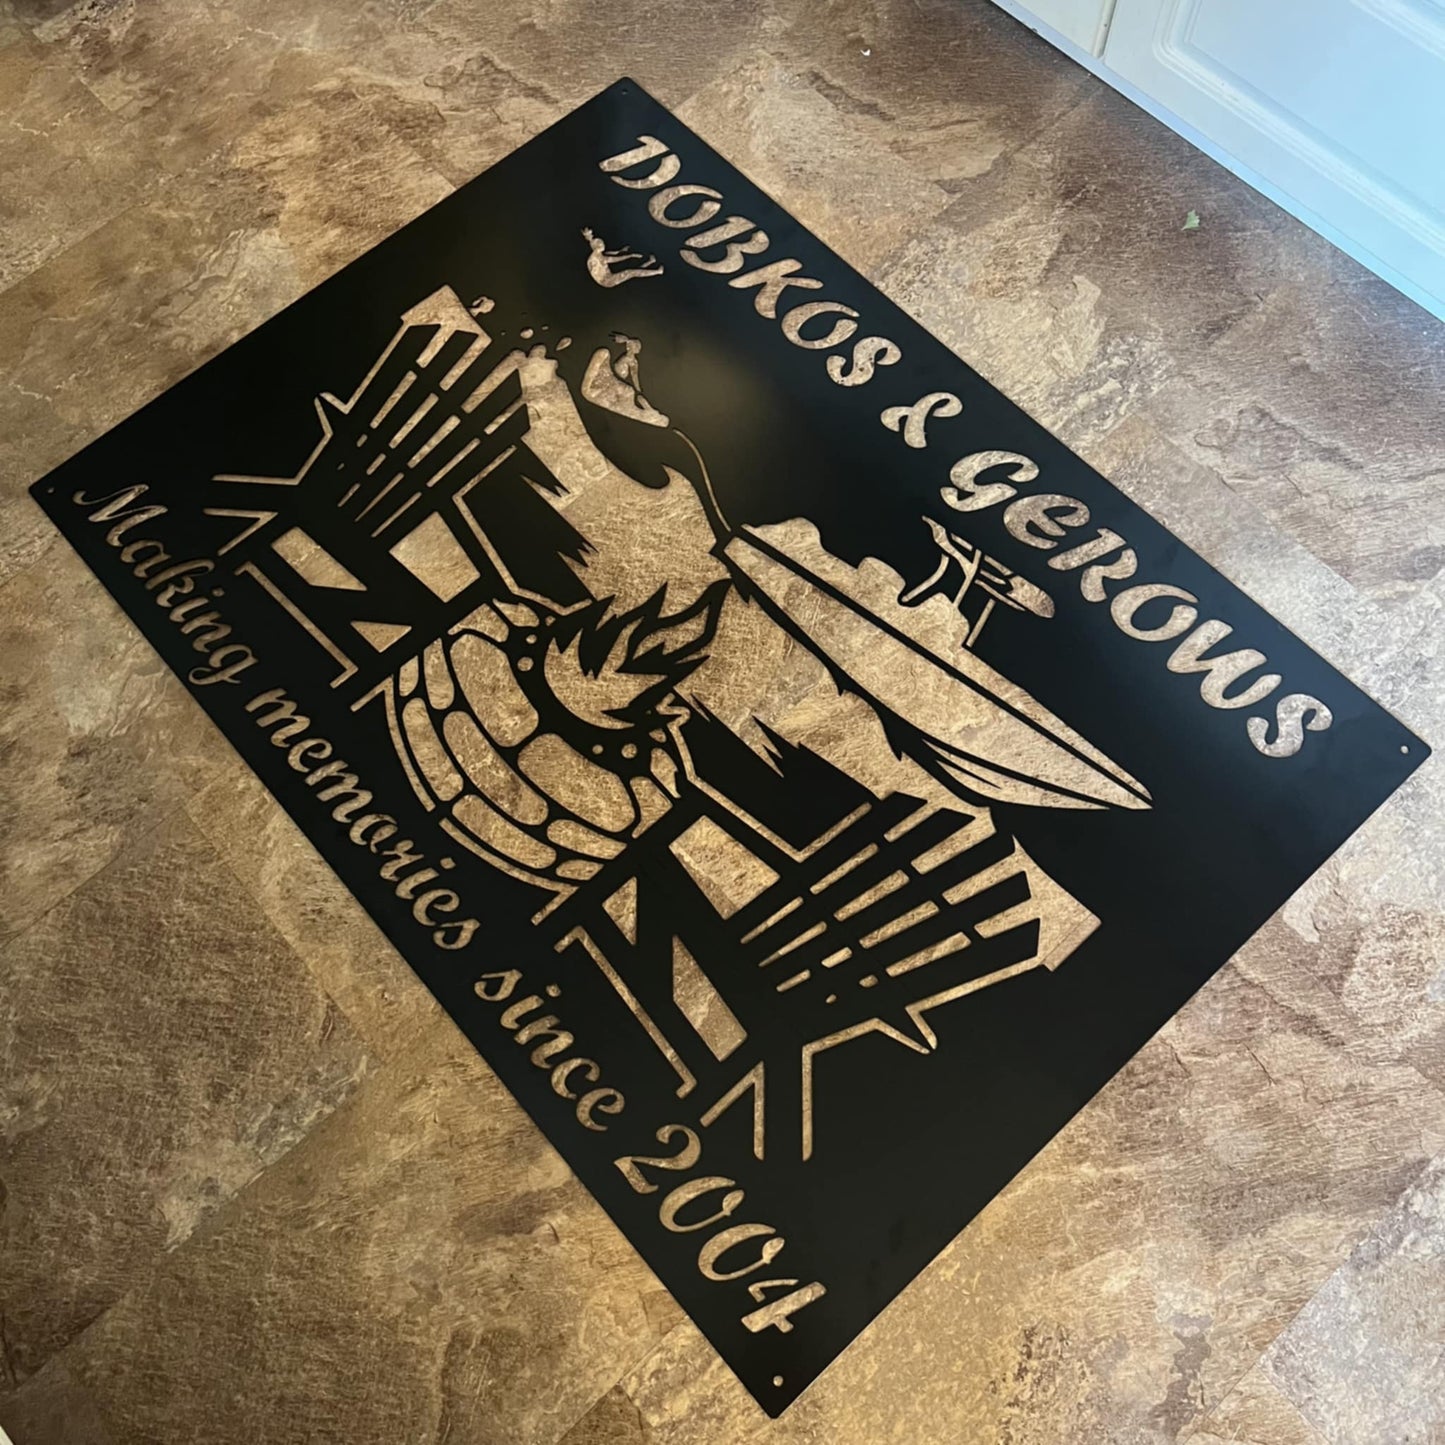 DOBKOS & GEROWS
Making memories since 2004